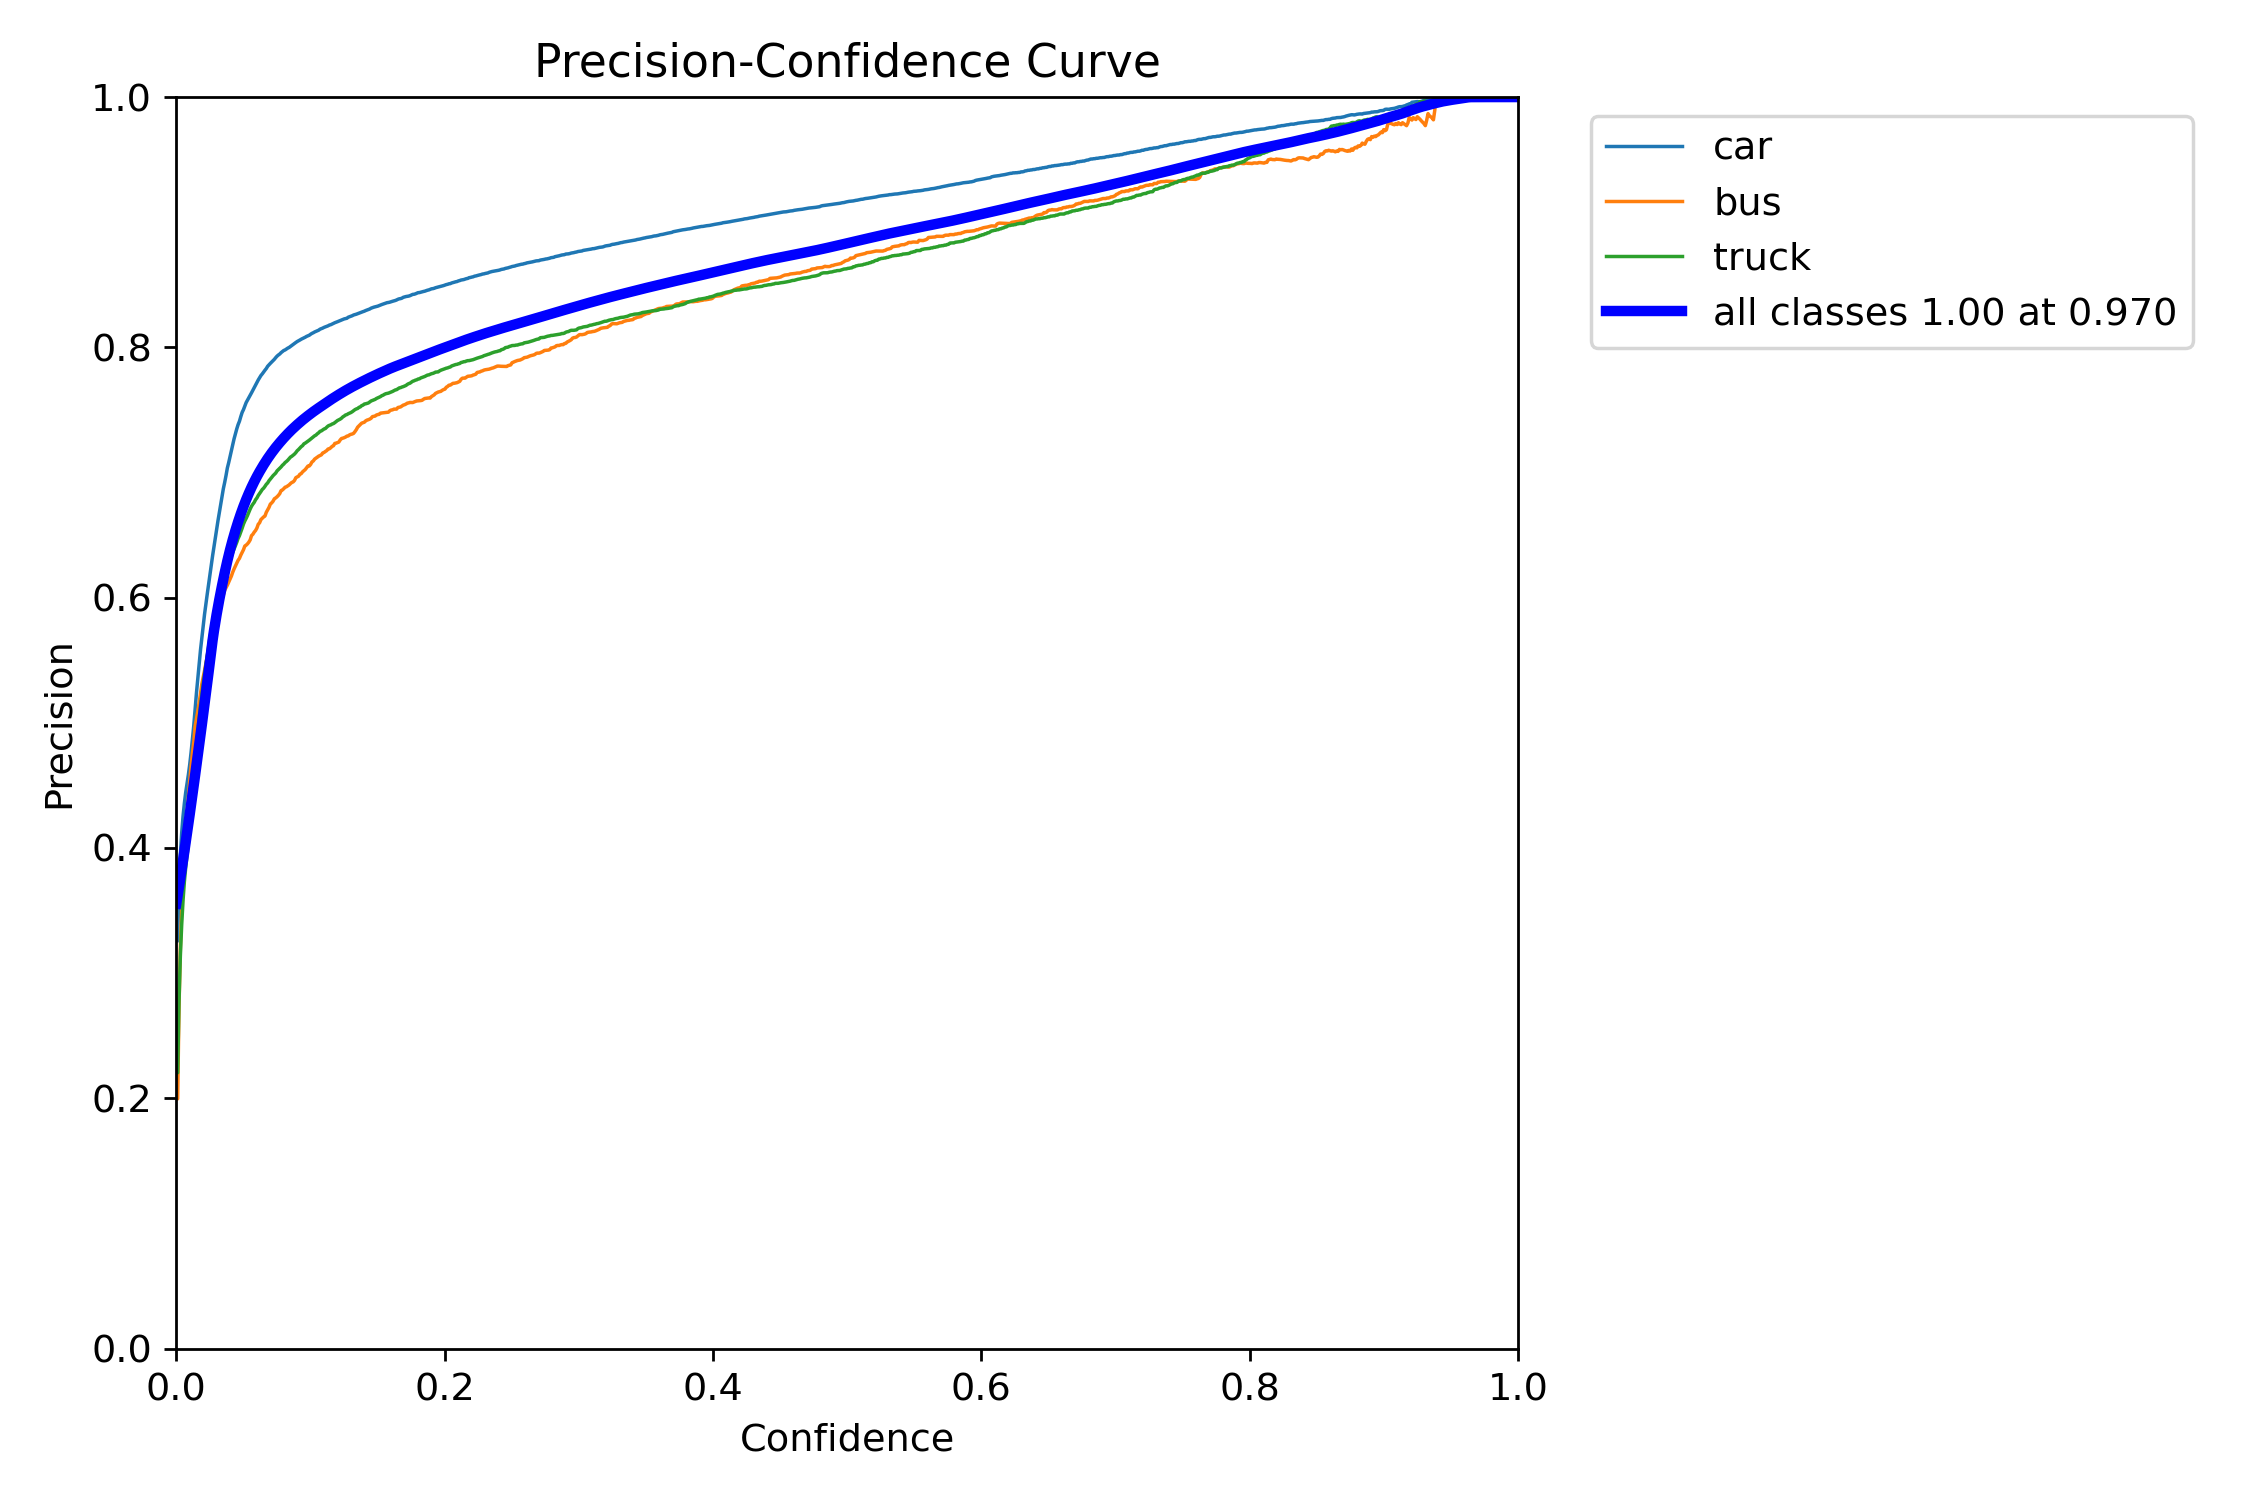 Precision-Confidence Curve
1.0
0.8
0.6
0.4
0.2
0.0
Precision
0.0 0.2 0.4 0.6 0.8 1.0
Confidence
car
bus
truck
all classes 1.00 at 0.970